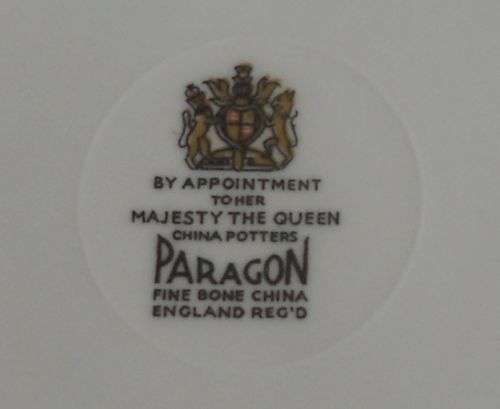 BY APPOINTMENT
TO HER
MAJESTY THE QUEEN
CHINA POTTERS
PARAGON
FINE BONE CHINA
ENGLAND REG'D